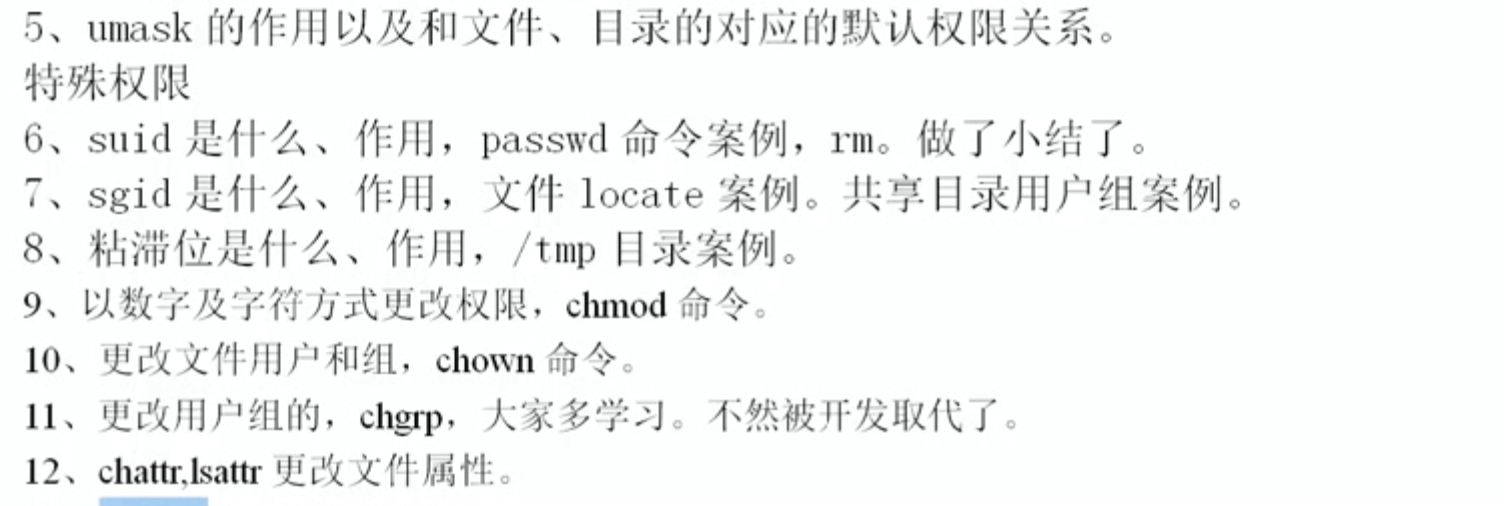 5、umask 的作用以及和文件、目录的对应的默认权限关系。
特殊权限
6、suid 是什么、作用，passwd 命令案例，rm。做了小结了。
7、sgid 是什么、作用，文件 locate 案例。共享目录用户组案例。
8、粘滞位是什么、作用，/tmp 目录案例。
9、以数字及字符方式更改权限，chmod 命令。
10、更改文件用户和组，chown 命令。
11、更改用户组的，chgrp，大家多学习。不然被开发取代了。
12、chattr,lsattr 更改文件属性。